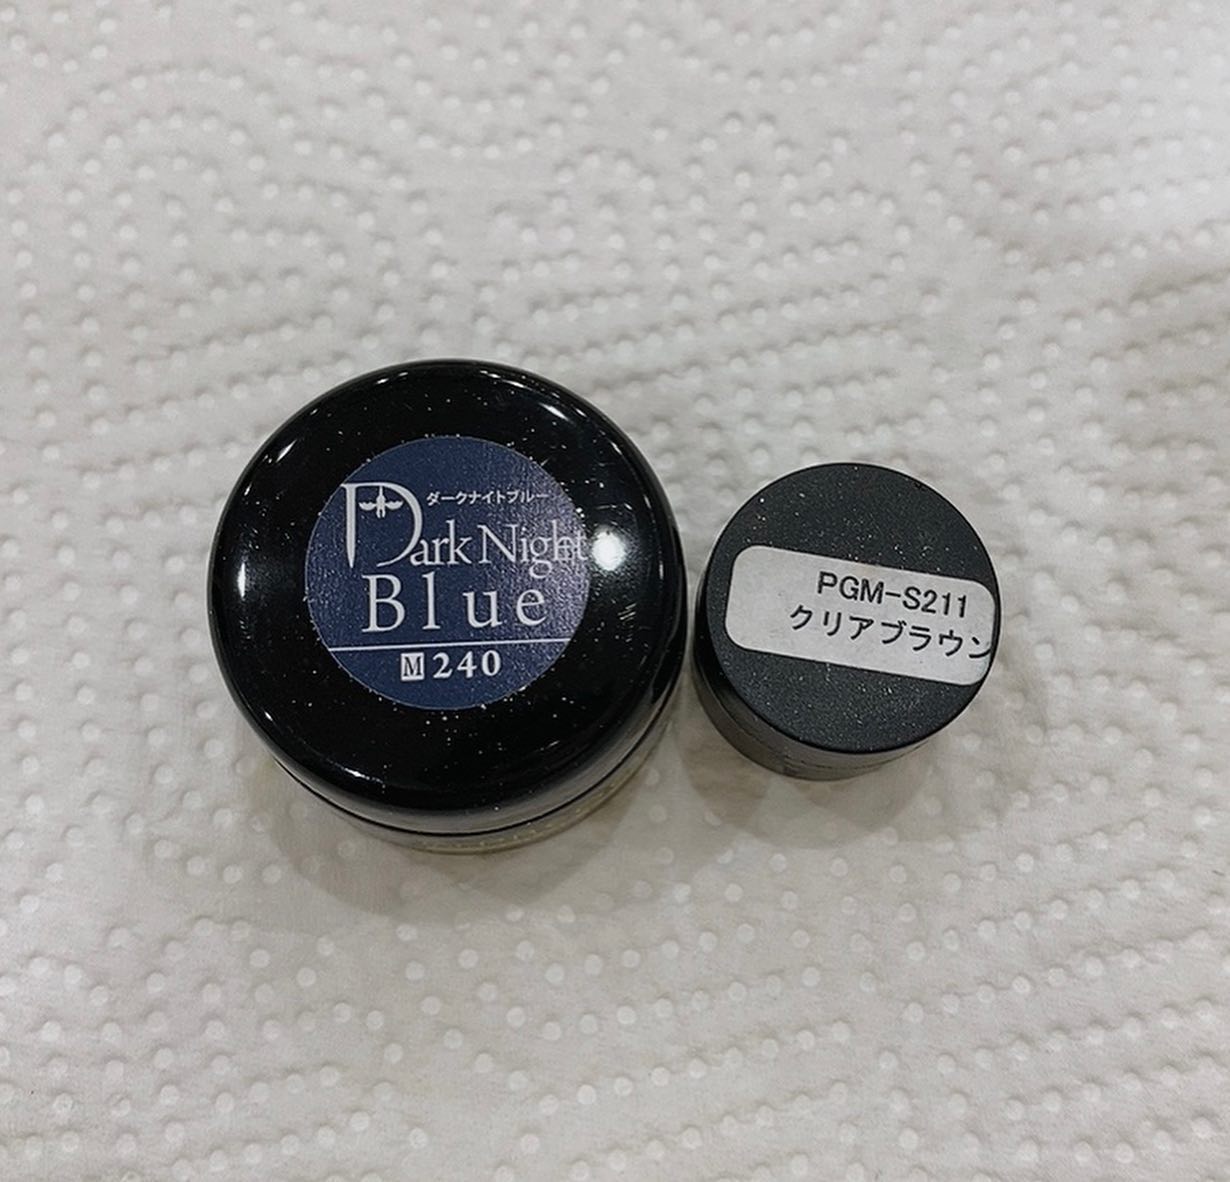 ダークナイトブルー
Dark Night
Blue
M 240
PGM-S211
クリアブラウン